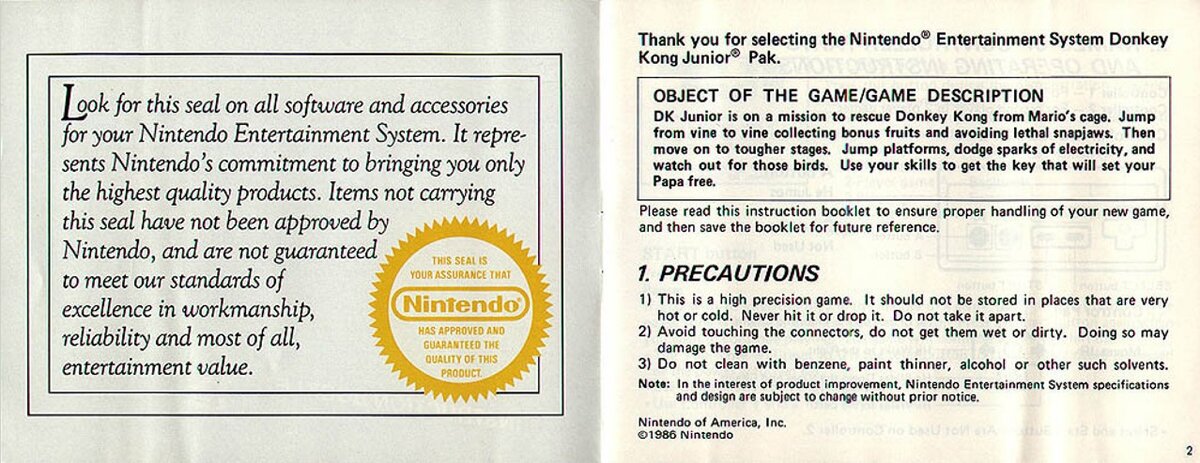 Look for this seal on all software and accessories
for your Nintendo Entertainment System. It repre-
sents Nintendo's commitment to bringing you only
the highest quality products. Items not carrying
this seal have not been approved by
Nintendo, and are not guaranteed
to meet our standards of
excellence in workmanship,
reliability and most of all,
entertainment value.
THIS SEAL IS
YOUR ASSURANCE THAT
Nintendo®
HAS APPROVED AND
GUARANTEED THE
QUALITY OF THIS
PRODUCT.
Thank you for selecting the Nintendo® Entertainment System Donkey
Kong Junior® Pak.
OBJECT OF THE GAME/GAME DESCRIPTION
DK Junior is on a mission to rescue Donkey Kong from Mario's cage. Jump
from vine to vine collecting bonus fruits and avoiding lethal snapjaws. Then
move on to tougher stages. Jump platforms, dodge sparks of electricity, and
watch out for those birds. Use your skills to get the key that will set your
Papa free.
Please read this instruction booklet to ensure proper handling of your new game,
and then save the booklet for future reference.
1. PRECAUTIONS
1) This is a high precision game. It should not be stored in places that are very
hot or cold. Never hit it or drop it. Do not take it apart.
2) Avoid touching the connectors, do not get them wet or dirty. Doing so may
damage the game.
3) Do not clean with benzene, paint thinner, alcohol or other such solvents.
Note: In the interest of product improvement, Nintendo Entertainment System specifications
and design are subject to change without prior notice.
Nintendo of America, Inc.
©1986 Nintendo
2